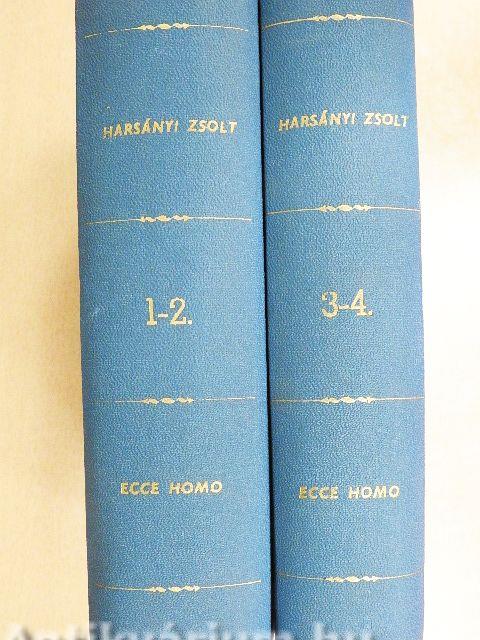 HARSÁNYI ZSOLT
1-2.
ECCE HOMO
HARSÁNYI ZSOLT
3-4.
ECCE HOMO